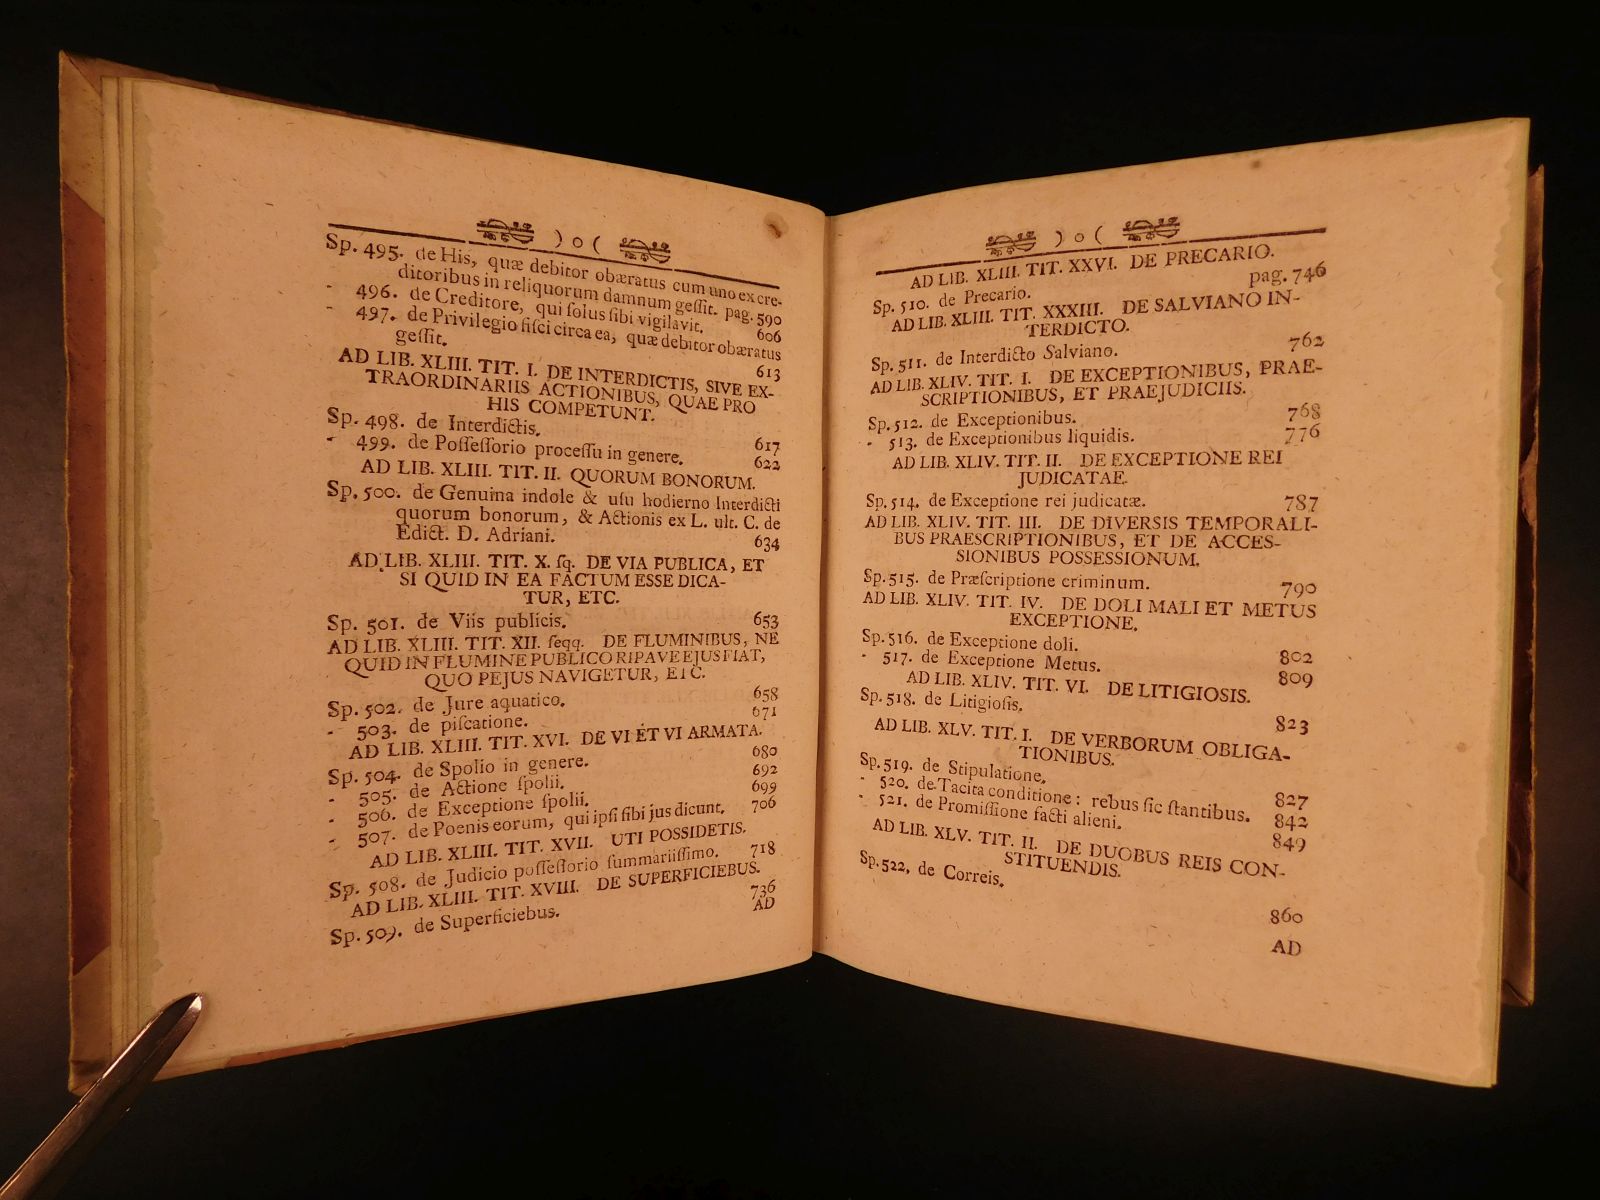 ) o (
Sp. 495. de His, quæ debitor obæratus cum uno ex cre-
ditoribus in reliquorum damnum geſſit. pag. 590
- 496. de Creditore, qui ſolus ſibi vigilavit. 606
- 497. de Privilegio fiſci circa ea, quæ debitor obæratus
geſſit. 613
AD LIB. XLIII. TIT. I. DE INTERDICTIS, SIVE EX-
TRAORDINARIIS ACTIONIBUS, QUAE PRO
HIS COMPETUNT.
Sp. 498. de Interdictis. 617
- 499. de Poſſeſſorio proceſſu in genere. 622
AD LIB. XLIII. TIT. II. QUORUM BONORUM.
Sp. 500. de Genuina indole & uſu hodierno Interdicti
quorum bonorum, & Actionis ex L. ult. C. de
Edict. D. Adriani. 634
AD LIB. XLIII. TIT. X. ſq. DE VIA PUBLICA, ET
SI QUID IN EA FACTUM ESSE DICA-
TUR, ETC.
Sp. 501. de Viis publicis. 653
AD LIB. XLIII. TIT. XII. ſeqq. DE FLUMINIBUS, NE
QUID IN FLUMINE PUBLICO RIPAVE EJUS FIAT,
QUO PEJUS NAVIGETUR, ETC.
Sp. 502. de Jure aquatico. 658
- 503. de piſcatione. 671
AD LIB. XLIII. TIT. XVI. DE VI ET VI ARMATA.
Sp. 504. de Spolio in genere. 680
- 505. de Actione ſpolii. 692
- 506. de Exceptione ſpolii. 699
- 507. de Poenis eorum, qui ipſi ſibi jus dicunt. 706
AD LIB. XLIII. TIT. XVII. UTI POSSIDETIS.
Sp. 508. de Judicio poſſeſſorio ſummariiſſimo. 718
AD LIB. XLIII. TIT. XVIII. DE SUPERFICIEBUS.
Sp. 509. de Superficiebus. 736
AD
) o (
AD LIB. XLIII. TIT. XXVI. DE PRECARIO.
Sp. 510. de Precario. pag. 746
AD LIB. XLIII. TIT. XXXIII. DE SALVIANO IN-
TERDICTO.
Sp. 511. de Interdicto Salviano. 762
AD LIB. XLIV. TIT. I. DE EXCEPTIONIBUS, PRAE-
SCRIPTIONIBUS, ET PRAEJUDICIIS.
Sp. 512. de Exceptionibus. 768
- 513. de Exceptionibus liquidis. 776
AD LIB. XLIV. TIT. II. DE EXCEPTIONE REI
JUDICATAE.
Sp. 514. de Exceptione rei judicatæ. 787
AD LIB. XLIV. TIT. III. DE DIVERSIS TEMPORALI-
BUS PRAESCRIPTIONIBUS, ET DE ACCES-
SIONIBUS POSSESSIONUM.
Sp. 515. de Præſcriptione criminum. 790
AD LIB. XLIV. TIT. IV. DE DOLI MALI ET METUS
EXCEPTIONE.
Sp. 516. de Exceptione doli. 802
- 517. de Exceptione Metus. 809
AD LIB. XLIV. TIT. VI. DE LITIGIOSIS.
Sp. 518. de Litigioſis. 823
AD LIB. XLV. TIT. I. DE VERBORUM OBLIGA-
TIONIBUS.
Sp. 519. de Stipulatione. 827
- 520. de Tacita conditione: rebus ſic ſtantibus. 842
- 521. de Promiſſione facti alieni. 849
AD LIB. XLV. TIT. II. DE DUOBUS REIS CON-
STITUENDIS.
Sp. 522. de Correis. 860
AD